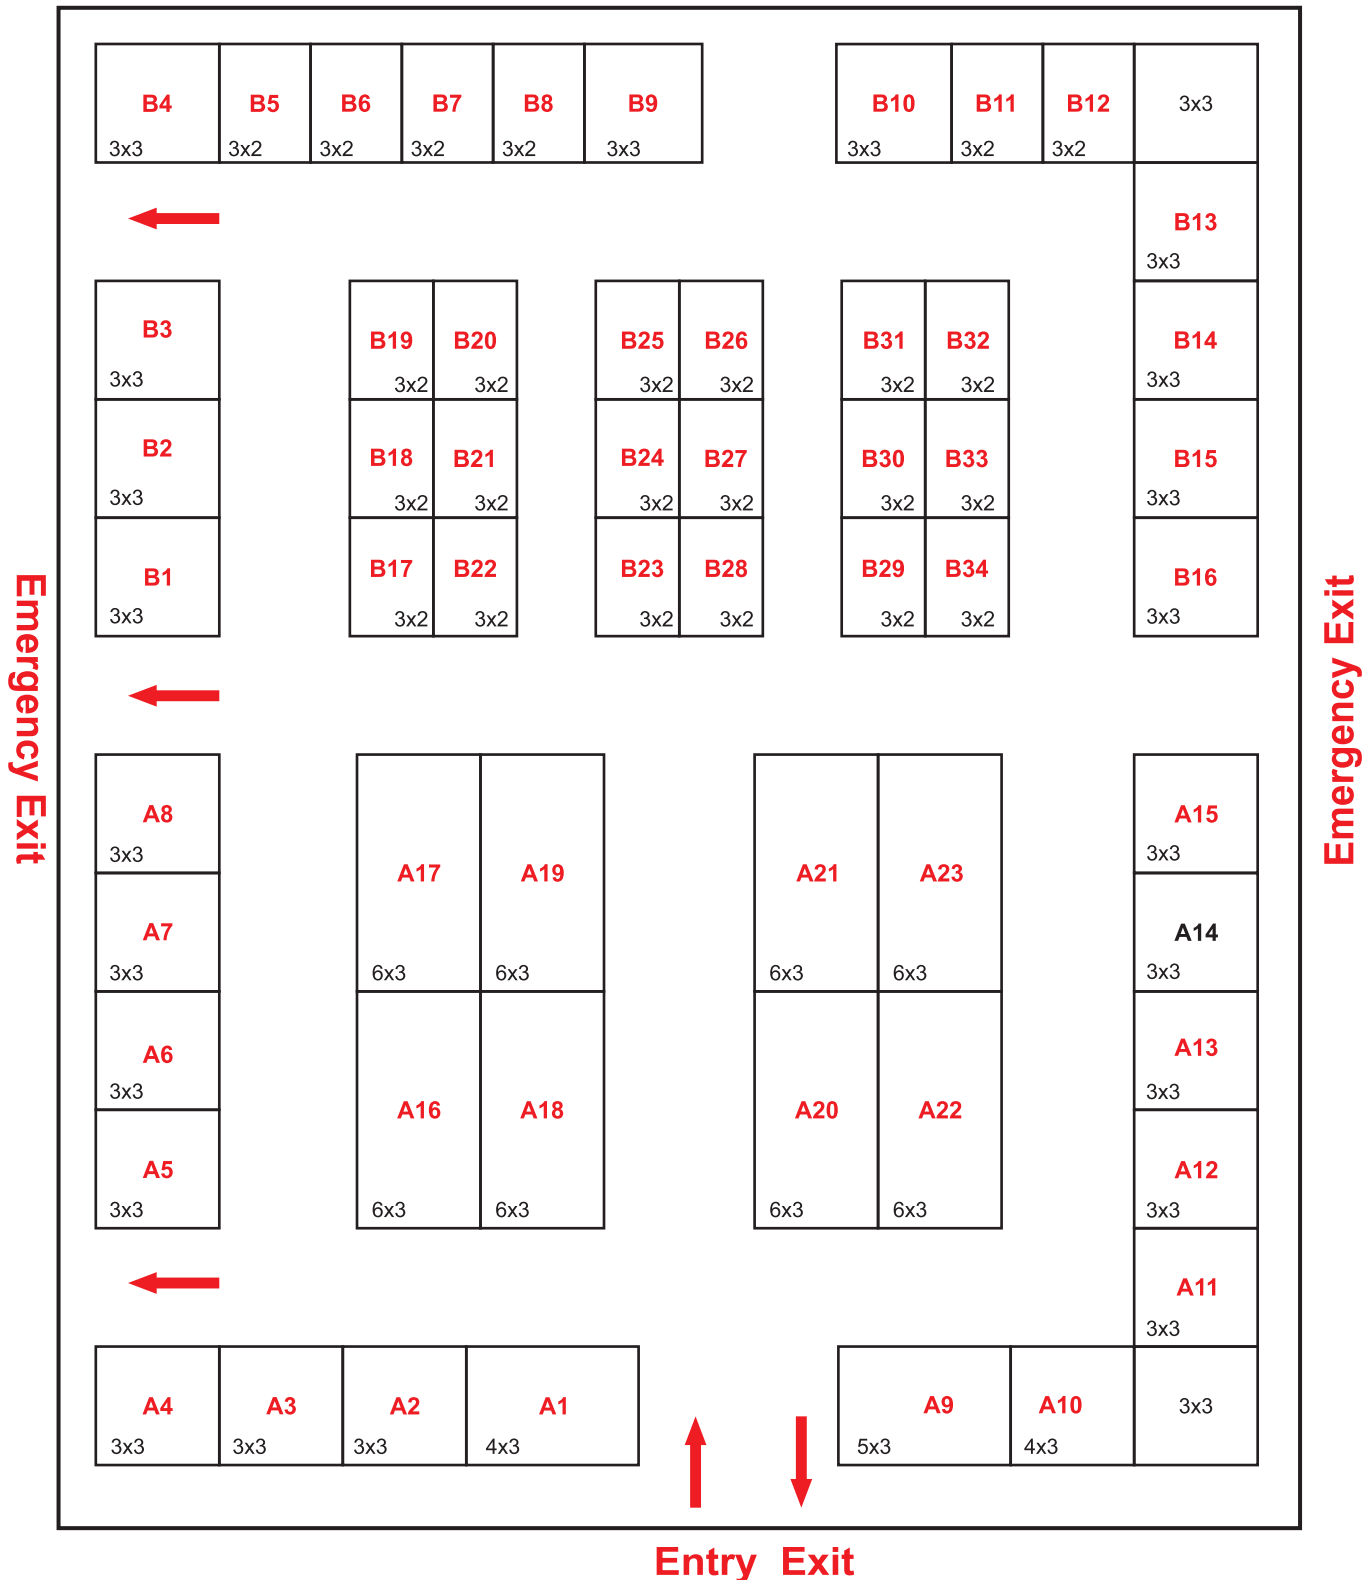 B4 B5 B6 B7 B8 B9 B10 B11 B12 3x3
3x3 3x2 3x2 3x2 3x2 3x3 3x3 3x2 3x2
B13
3x3
B3 B19 B20 B25 B26 B31 B32 B14
3x3 3x2 3x2 3x2 3x2 3x2 3x2 3x3
B2 B18 B21 B24 B27 B30 B33 B15
3x3 3x2 3x2 3x2 3x2 3x2 3x2 3x3
B1 B17 B22 B23 B28 B29 B34 B16
3x3 3x2 3x2 3x2 3x2 3x2 3x2 3x3
Emergency Exit
Emergency Exit
A8 A15
3x3 3x3
A17 A19 A21 A23
A7 A14
3x3 6x3 6x3 6x3 6x3 3x3
A6 A13
3x3 3x3
A16 A18 A20 A22
A5 A12
3x3 6x3 6x3 6x3 6x3 3x3
A11
3x3
A4 A3 A2 A1 A9 A10 3x3
3x3 3x3 3x3 4x3 5x3 4x3
Entry Exit